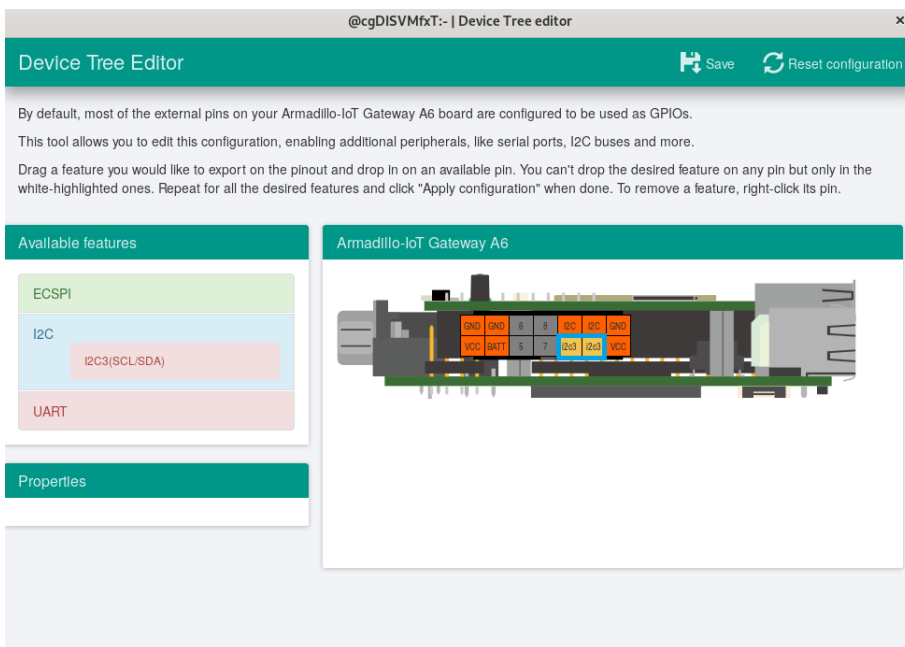 @cgDISVMfxT:- | Device Tree editor ×
Device Tree Editor
Save
Reset configuration
By default, most of the external pins on your Armadillo-IoT Gateway A6 board are configured to be used as GPIOs.
This tool allows you to edit this configuration, enabling additional peripherals, like serial ports, I2C buses and more.
Drag a feature you would like to export on the pinout and drop in on an available pin. You can't drop the desired feature on any pin but only in the
white-highlighted ones. Repeat for all the desired features and click "Apply configuration" when done. To remove a feature, right-click its pin.
Available features
ECSPI
I2C
I2C3(SCL/SDA)
UART
Properties
Armadillo-IoT Gateway A6
GND GND 6 8 I2C I2C GND
VCC BATT 5 7 i2c3 i2c3 VCC